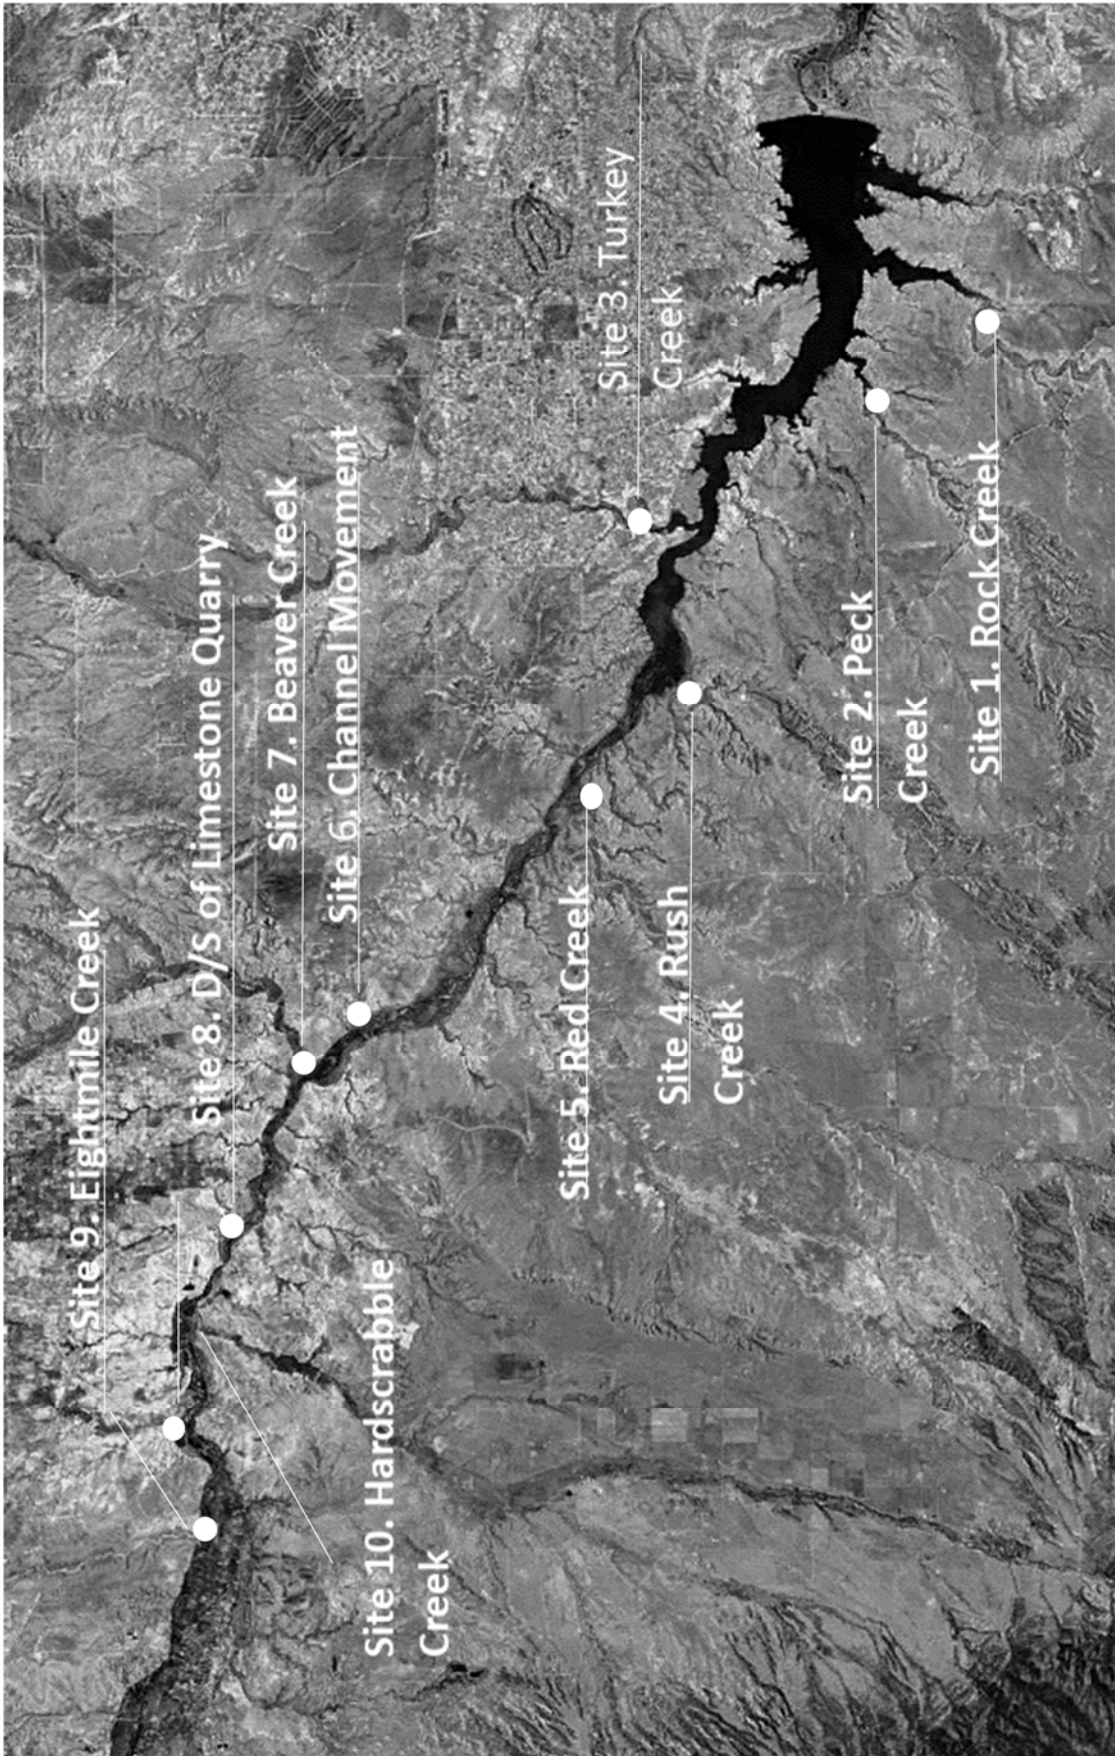 Site 9. Eightmile Creek
Site 8. D/S of Limestone Quarry
Site 7. Beaver Creek
Site 6. Channel Movement
Site 10. Hardscrabble
Creek
Site 5. Red Creek
Site 3. Turkey
Creek
Site 4. Rush
Creek
Site 2. Peck
Creek
Site 1. Rock Creek